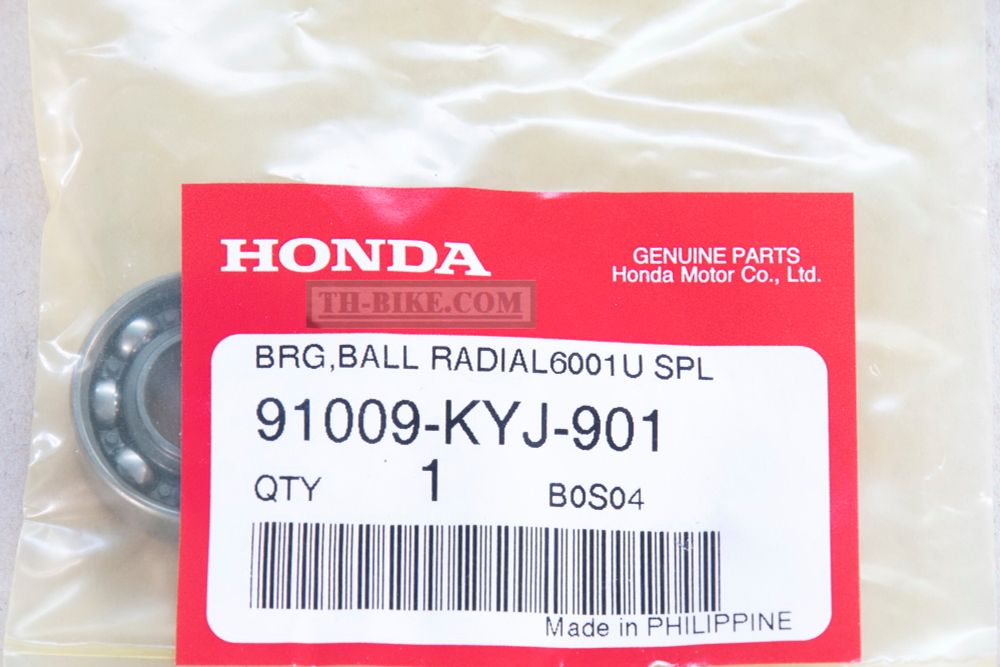 HONDA
GENUINE PARTS
Honda Motor Co., Ltd.
TH-BIKE.COM
BRG,BALL RADIAL6001U SPL
91009-KYJ-901
QTY 1 B0S04
Made in PHILIPPINE